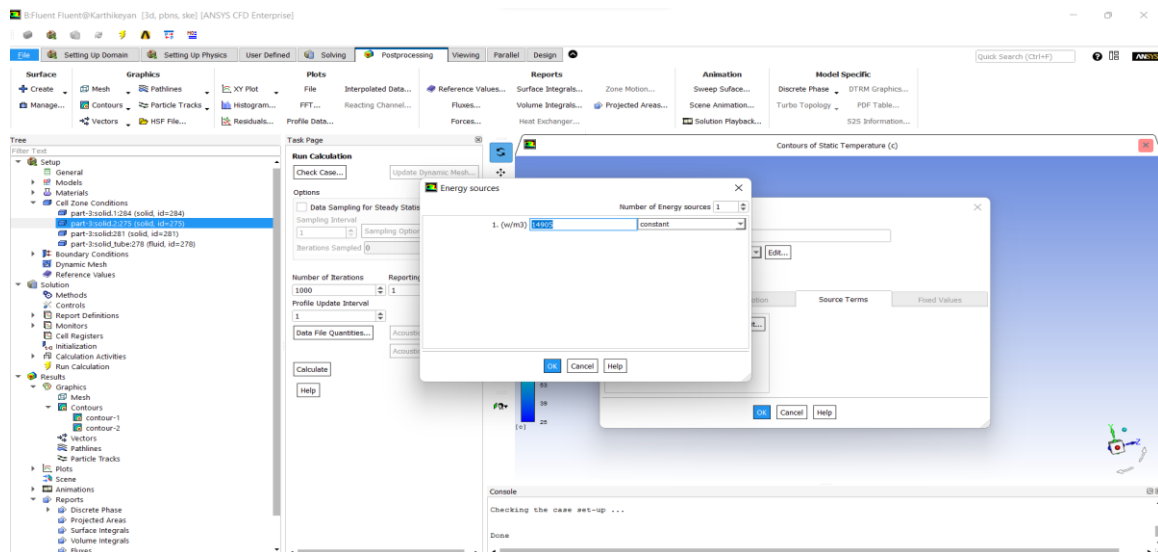 B:Fluent Fluent@Karthikeyan [3d, pbns, ske] [ANSYS CFD Enterprise]
File Setting Up Domain Setting Up Physics User Defined Solving Postprocessing Viewing Parallel Design Quick Search (Ctrl+F) ANSYS
Surface Graphics Plots Reports Animation Model Specific
Create Mesh Pathlines XY Plot File Interpolated Data... Reference Values... Surface Integrals... Zone Motion... Sweep Suface... Discrete Phase DTRM Graphics...
Manage... Contours Particle Tracks Histogram... FFT... Reacting Channel... Fluxes... Volume Integrals... Projected Areas... Scene Animation... Turbo Topology PDF Table...
Vectors HSF File... Residuals... Profile Data... Forces... Heat Exchanger... Solution Playback... S2S Information...
Tree
Filter Text
Setup
General
Models
Materials
Cell Zone Conditions
part-3:solid.1:284 (solid, id=284)
part-3:solid.2:275 (solid, id=275)
part-3:solid:281 (solid, id=281)
part-3:solid_tube:278 (fluid, id=278)
Boundary Conditions
Dynamic Mesh
Reference Values
Solution
Methods
Controls
Report Definitions
Monitors
Cell Registers
Initialization
Calculation Activities
Run Calculation
Results
Graphics
Mesh
Contours
contour-1
contour-2
Vectors
Pathlines
Particle Tracks
Plots
Scene
Animations
Reports
Discrete Phase
Projected Areas
Surface Integrals
Volume Integrals
Fluxes
Task Page
Run Calculation
Check Case... Update Dynamic Mesh...
Options
Data Sampling for Steady Statis
Sampling Interval
1 Sampling Option
Iterations Sampled 0
Number of Iterations Reporting
1000 1
Profile Update Interval
1
Data File Quantities... Acoustic
Acoustic
Calculate
Help
Contours of Static Temperature (c)
Energy sources
Number of Energy sources 1
1. (w/m3) 14905 constant
OK Cancel Help
Edit...
Source Terms Fixed Values
OK Cancel Help
39
25
[c]
Y
Z
Console
Checking the case set-up ...
Done